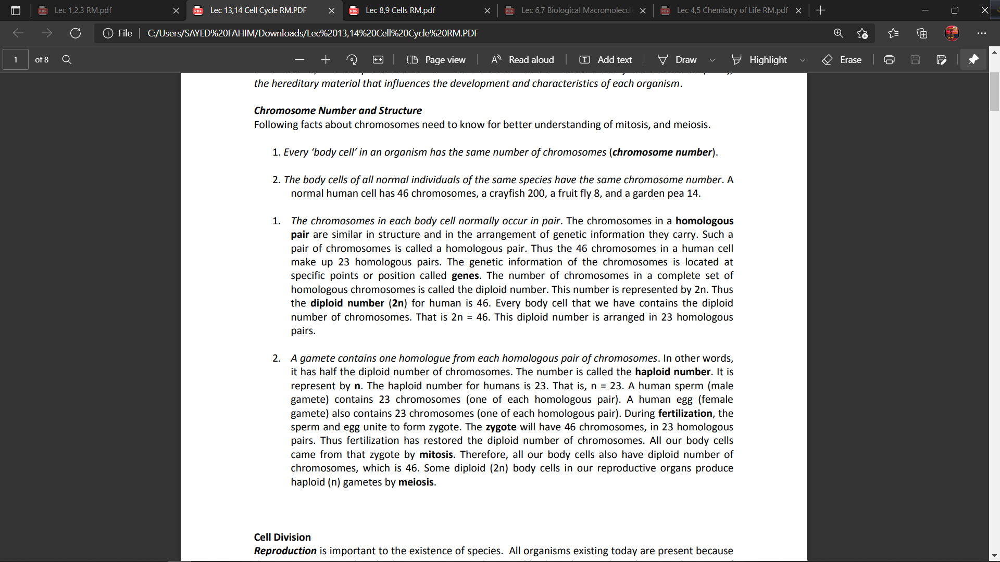 Lec 1,2,3 RM.pdf
Lec 13,14 Cell Cycle RM.PDF
Lec 8,9 Cells RM.pdf
Lec 6,7 Biological Macromolecul
Lec 4,5 Chemistry of Life RM.pdf
File C:/Users/SAYED%20FAHIM/Downloads/Lec%2013,14%20Cell%20Cycle%20RM.PDF
1 of 8 Page view Read aloud Add text Draw Highlight Erase
the hereditary material that influences the development and characteristics of each organism.
Chromosome Number and Structure
Following facts about chromosomes need to know for better understanding of mitosis, and meiosis.
1. Every ‘body cell’ in an organism has the same number of chromosomes (chromosome number).
2. The body cells of all normal individuals of the same species have the same chromosome number. A
normal human cell has 46 chromosomes, a crayfish 200, a fruit fly 8, and a garden pea 14.
1. The chromosomes in each body cell normally occur in pair. The chromosomes in a homologous
pair are similar in structure and in the arrangement of genetic information they carry. Such a
pair of chromosomes is called a homologous pair. Thus the 46 chromosomes in a human cell
make up 23 homologous pairs. The genetic information of the chromosomes is located at
specific points or position called genes. The number of chromosomes in a complete set of
homologous chromosomes is called the diploid number. This number is represented by 2n. Thus
the diploid number (2n) for human is 46. Every body cell that we have contains the diploid
number of chromosomes. That is 2n = 46. This diploid number is arranged in 23 homologous
pairs.
2. A gamete contains one homologue from each homologous pair of chromosomes. In other words,
it has half the diploid number of chromosomes. The number is called the haploid number. It is
represent by n. The haploid number for humans is 23. That is, n = 23. A human sperm (male
gamete) contains 23 chromosomes (one of each homologous pair). A human egg (female
gamete) also contains 23 chromosomes (one of each homologous pair). During fertilization, the
sperm and egg unite to form zygote. The zygote will have 46 chromosomes, in 23 homologous
pairs. Thus fertilization has restored the diploid number of chromosomes. All our body cells
came from that zygote by mitosis. Therefore, all our body cells also have diploid number of
chromosomes, which is 46. Some diploid (2n) body cells in our reproductive organs produce
haploid (n) gametes by meiosis.
Cell Division
Reproduction is important to the existence of species. All organisms existing today are present because